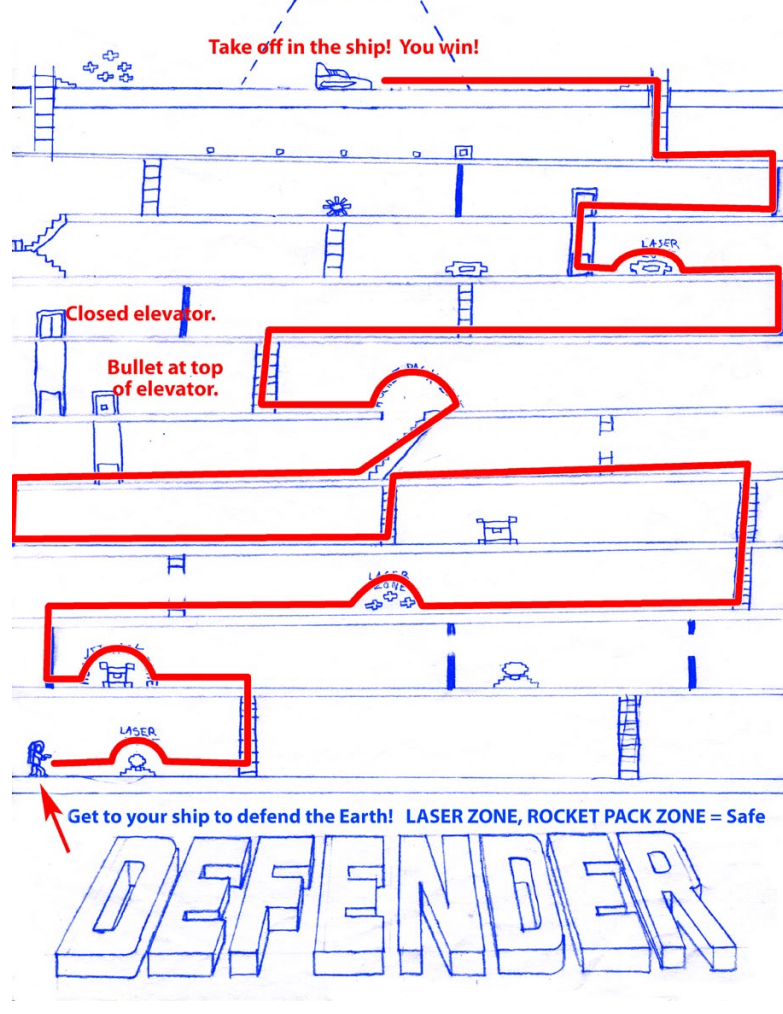 Take off in the ship! You win!
LASER
Closed elevator.
Bullet at top
of elevator.
LASER
ZONE
LASER
Get to your ship to defend the Earth! LASER ZONE, ROCKET PACK ZONE = Safe
DEFENDER